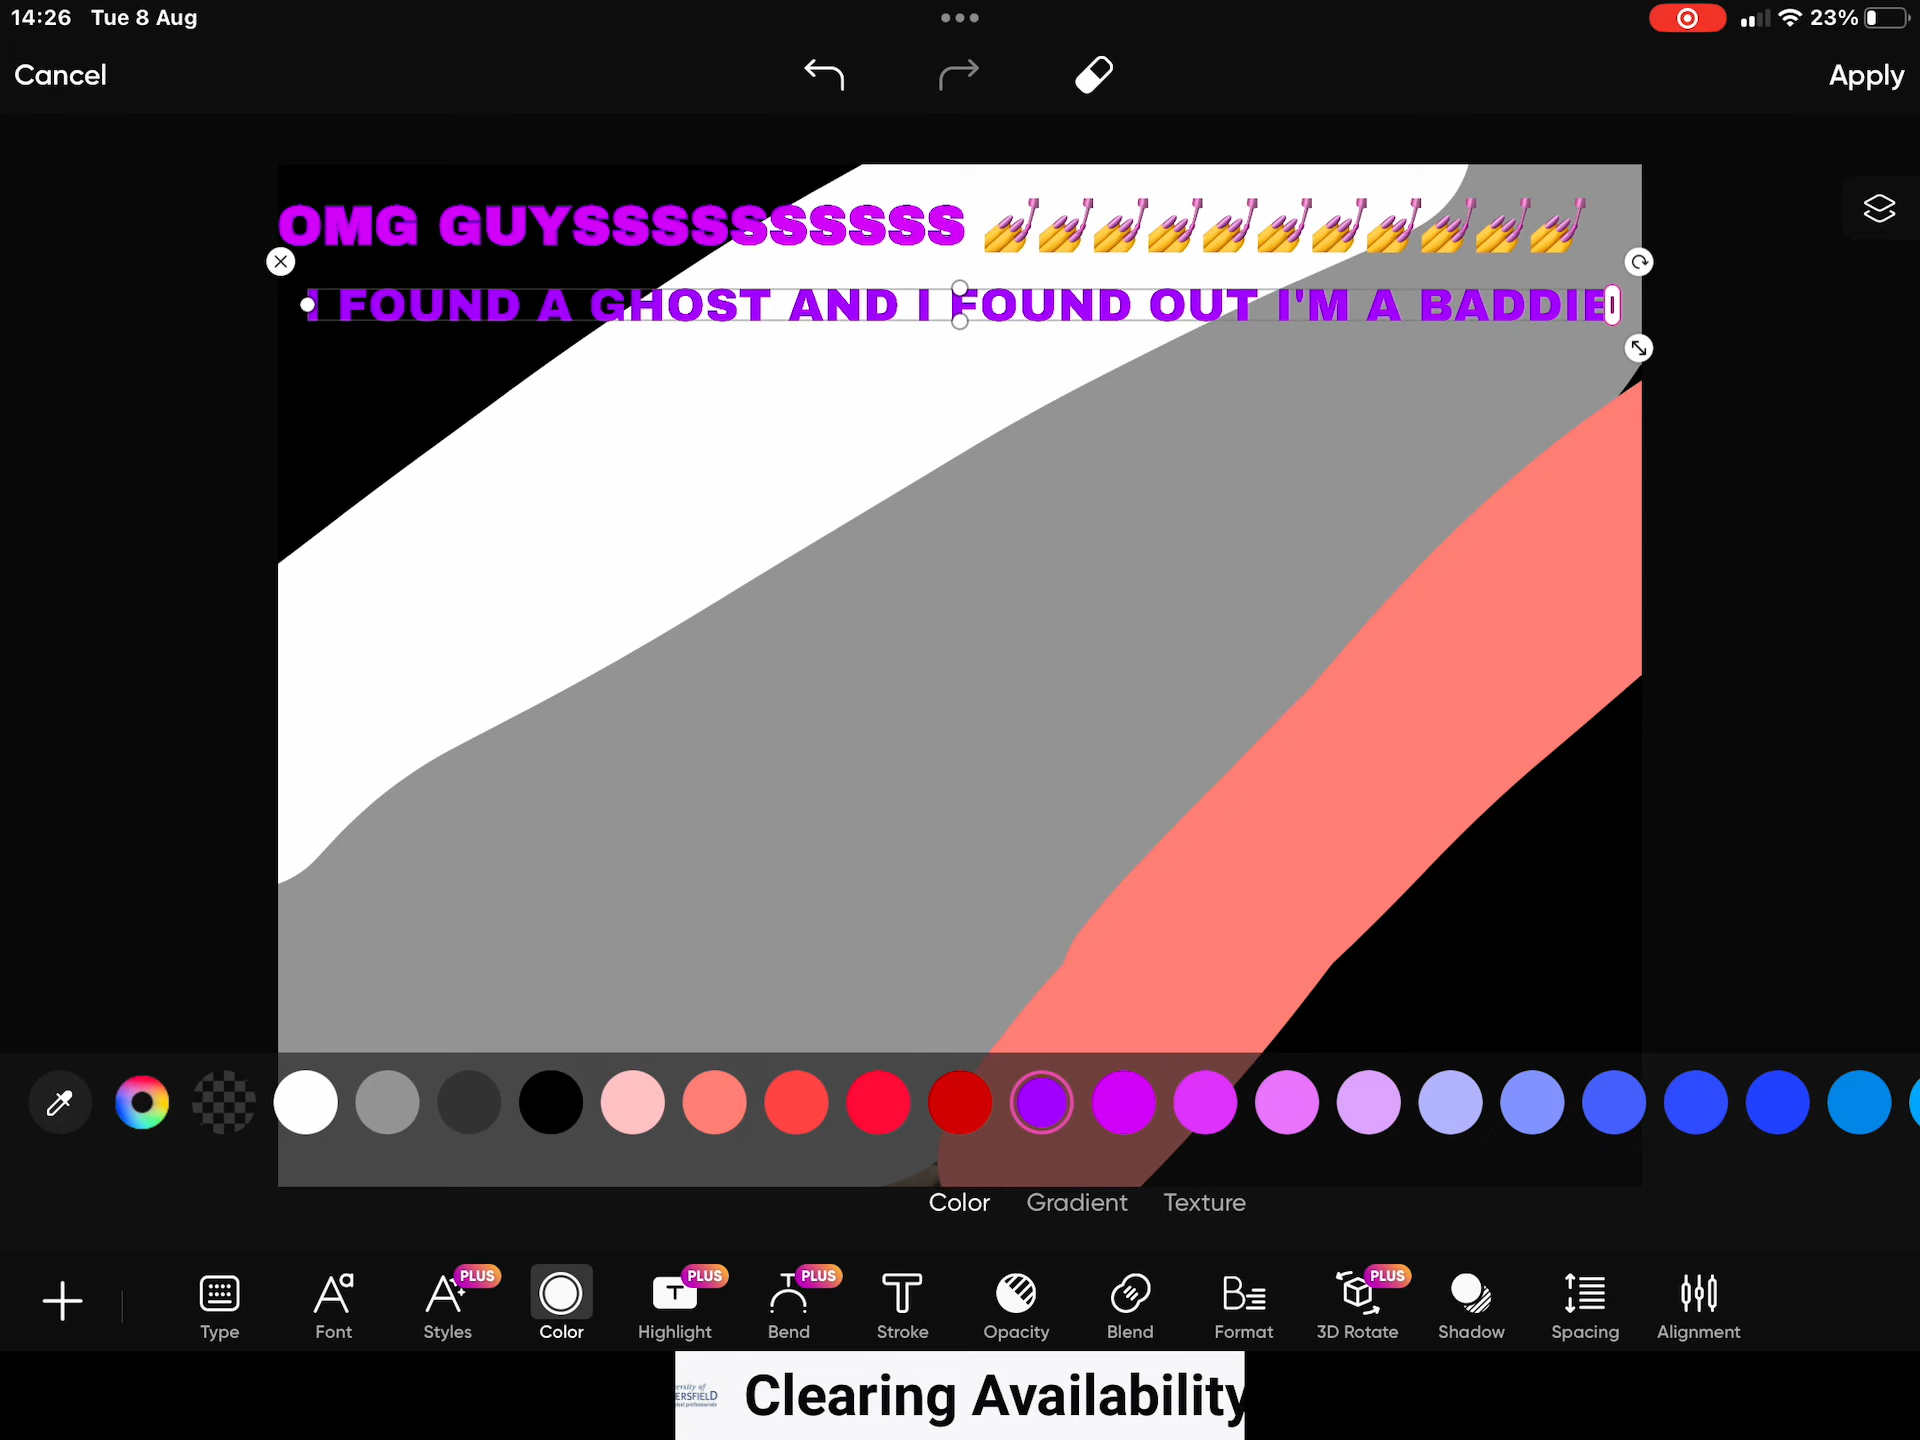 14:26 Tue 8 Aug 23%
Cancel
Apply
OMG GUYSSSSSSSSSS 💅💅💅💅💅💅💅💅💅💅💅
I FOUND A GHOST AND I FOUND OUT I'M A BADDIE
Color Gradient Texture
PLUS PLUS PLUS PLUS
Type Font Styles Color Highlight Bend Stroke Opacity Blend Format 3D Rotate Shadow Spacing Alignment
Clearing Availability